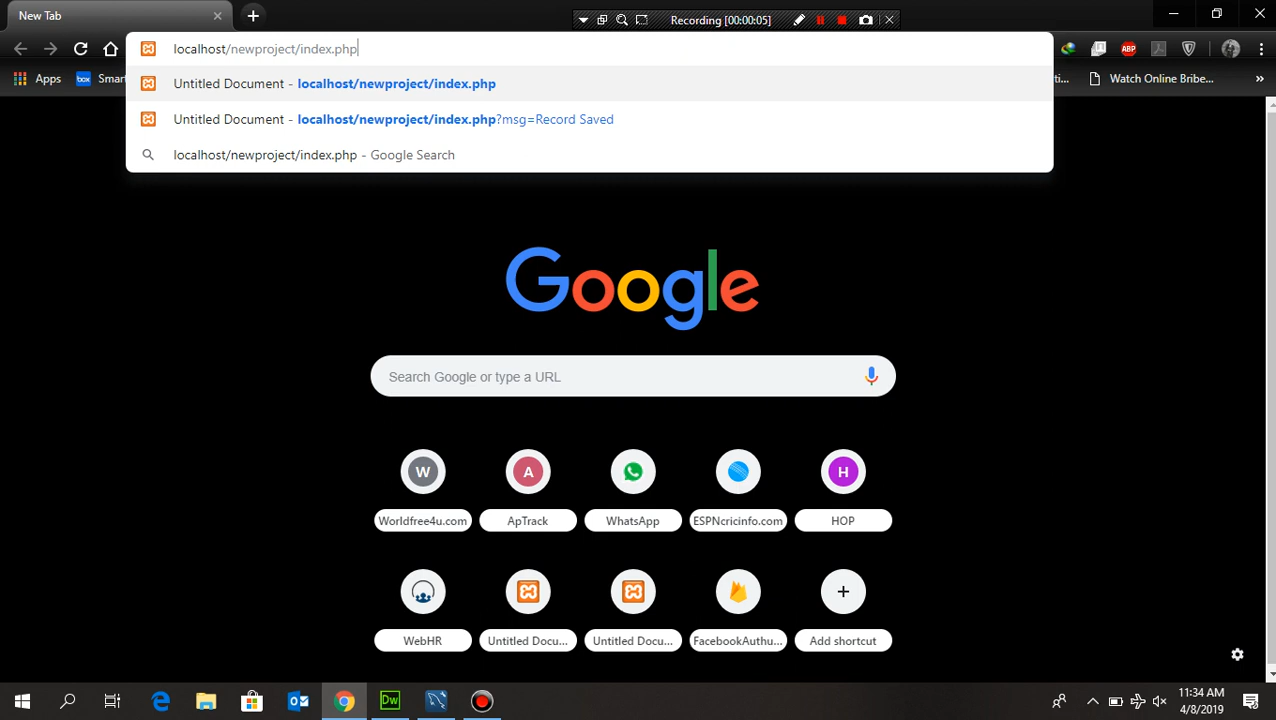 New Tab
Recording [00:00:05]
localhost/newproject/index.php
Apps
Smart
ABP
Watch Online Bribe...
»
Untitled Document - localhost/newproject/index.php
Untitled Document - localhost/newproject/index.php?msg=Record Saved
localhost/newproject/index.php - Google Search
Google
Search Google or type a URL
W
A
H
Worldfree4u.com
ApTrack
WhatsApp
ESPNcricinfo.com
HOP
WebHR
Untitled Docu...
Untitled Docu...
FacebookAuthu...
Add shortcut
Dw
11:34 AM
4/8/2019